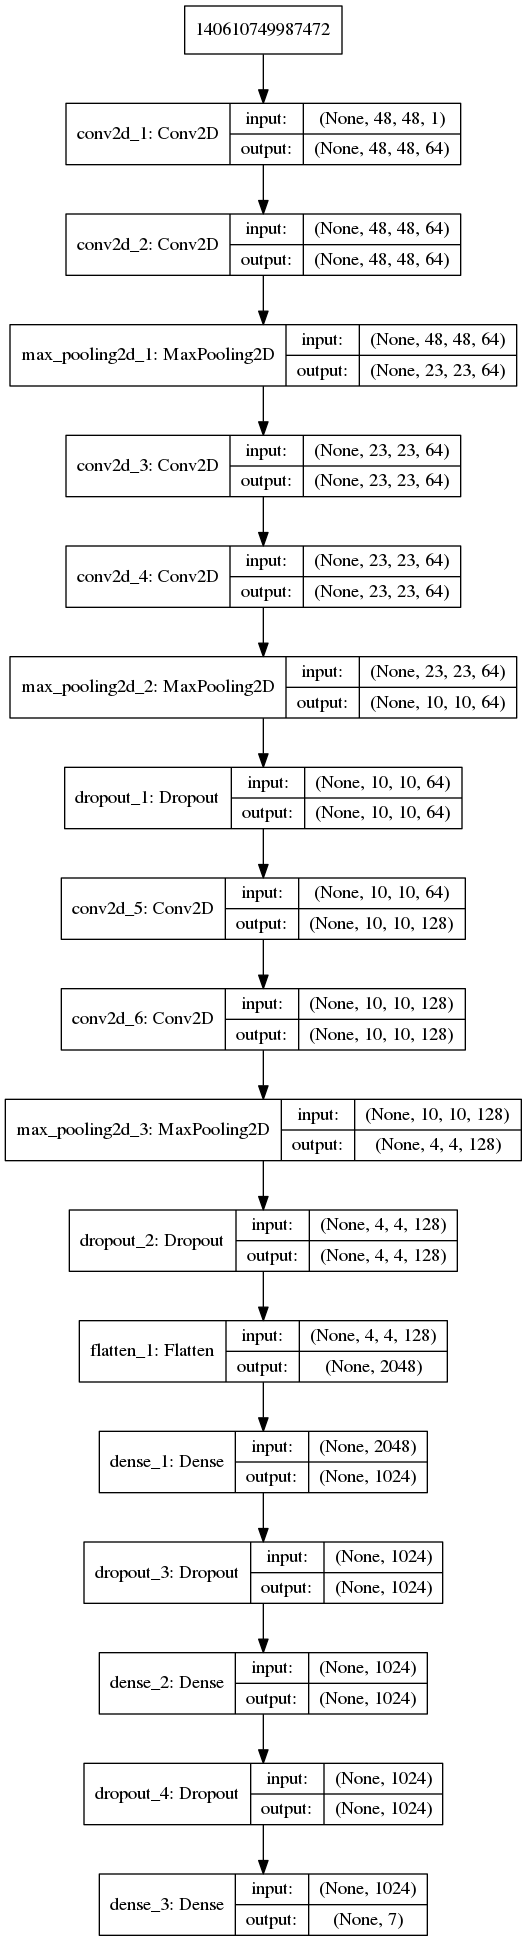 140610749987472
conv2d_1: Conv2D input: (None, 48, 48, 1)
output: (None, 48, 48, 64)
conv2d_2: Conv2D input: (None, 48, 48, 64)
output: (None, 48, 48, 64)
max_pooling2d_1: MaxPooling2D input: (None, 48, 48, 64)
output: (None, 23, 23, 64)
conv2d_3: Conv2D input: (None, 23, 23, 64)
output: (None, 23, 23, 64)
conv2d_4: Conv2D input: (None, 23, 23, 64)
output: (None, 23, 23, 64)
max_pooling2d_2: MaxPooling2D input: (None, 23, 23, 64)
output: (None, 10, 10, 64)
dropout_1: Dropout input: (None, 10, 10, 64)
output: (None, 10, 10, 64)
conv2d_5: Conv2D input: (None, 10, 10, 64)
output: (None, 10, 10, 128)
conv2d_6: Conv2D input: (None, 10, 10, 128)
output: (None, 10, 10, 128)
max_pooling2d_3: MaxPooling2D input: (None, 10, 10, 128)
output: (None, 4, 4, 128)
dropout_2: Dropout input: (None, 4, 4, 128)
output: (None, 4, 4, 128)
flatten_1: Flatten input: (None, 4, 4, 128)
output: (None, 2048)
dense_1: Dense input: (None, 2048)
output: (None, 1024)
dropout_3: Dropout input: (None, 1024)
output: (None, 1024)
dense_2: Dense input: (None, 1024)
output: (None, 1024)
dropout_4: Dropout input: (None, 1024)
output: (None, 1024)
dense_3: Dense input: (None, 1024)
output: (None, 7)